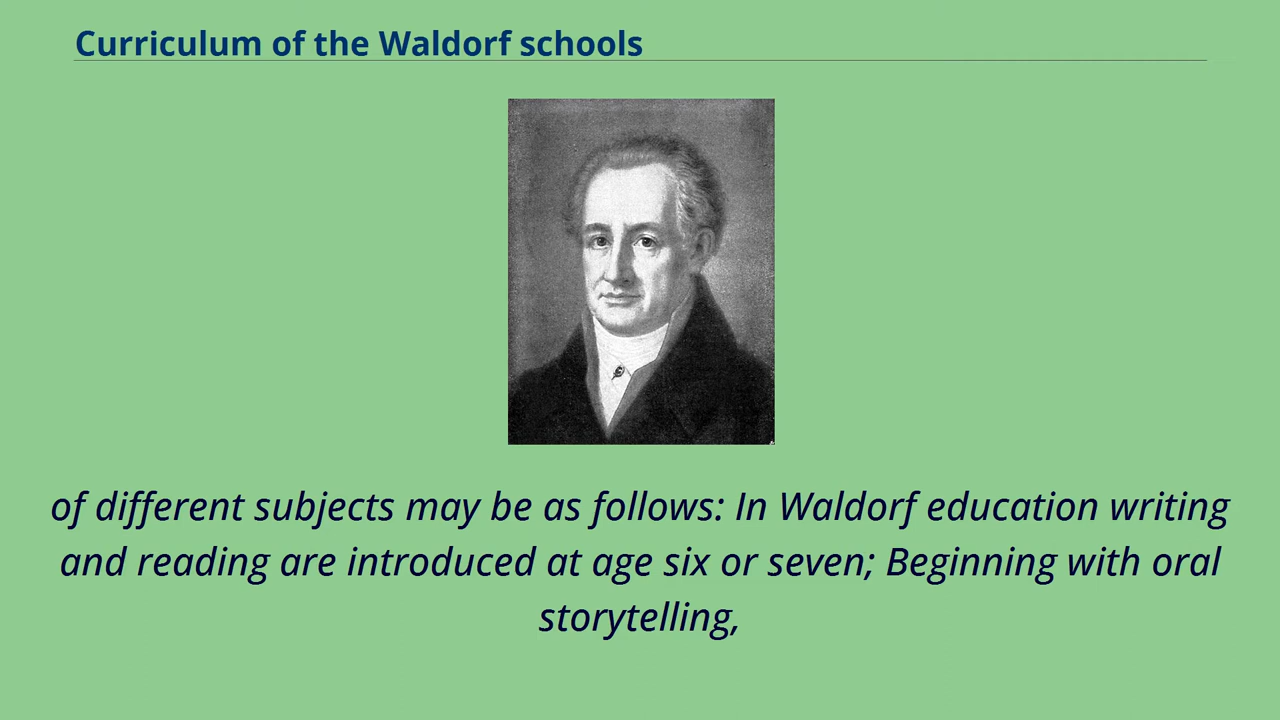 Curriculum of the Waldorf schools
of different subjects may be as follows: In Waldorf education writing
and reading are introduced at age six or seven; Beginning with oral
storytelling,